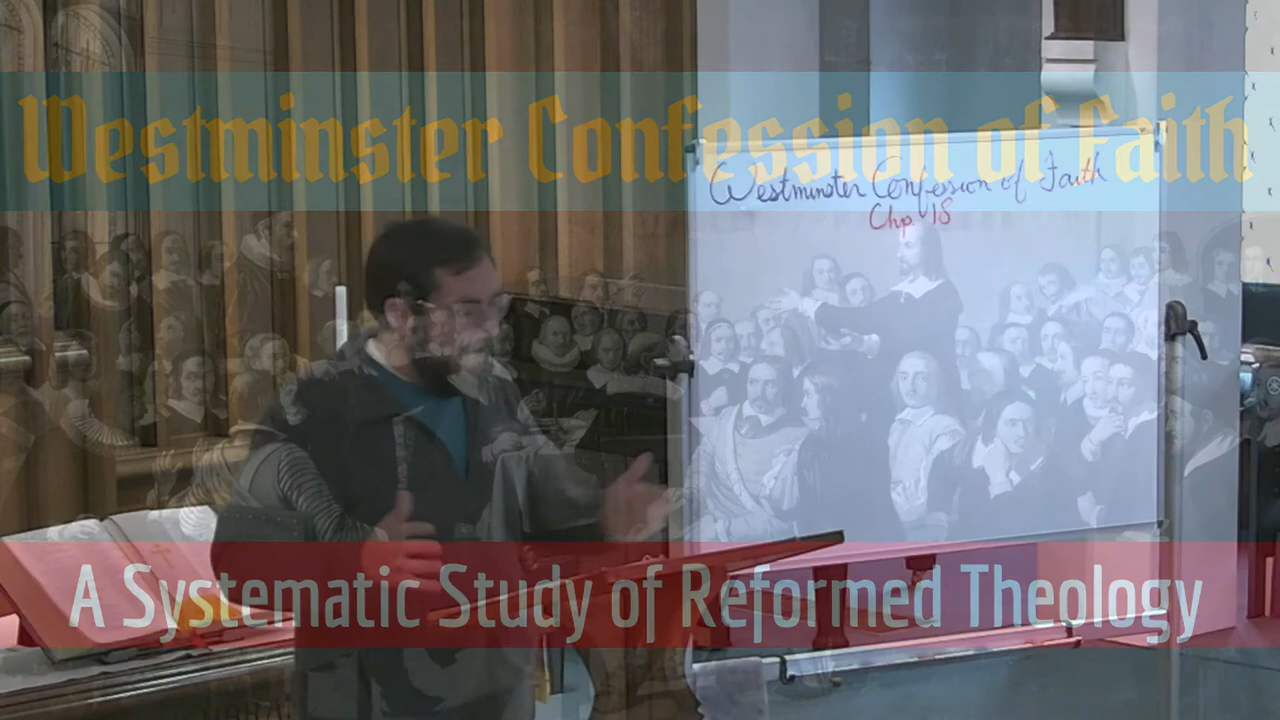 Westminster Confession of Faith
Westminster Confession of Faith
Chp. 18
A Systematic Study of Reformed Theology